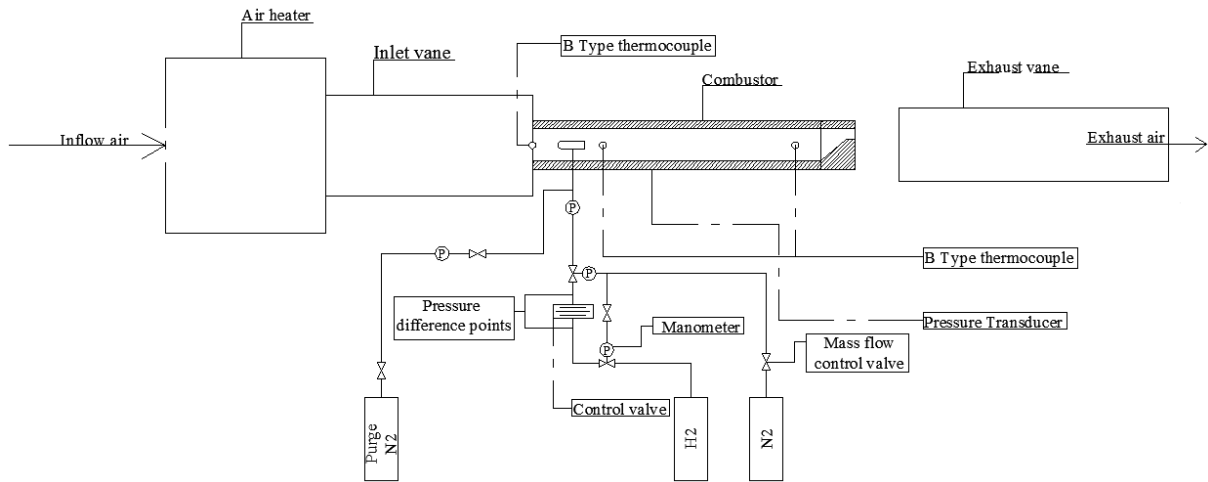 Air heater
Inlet vane
B Type thermocouple
Combustor
Exhaust vane
Inflow air
Exhaust air
P
P
B Type thermocouple
P
Pressure
difference points
Manometer
Pressure Transducer
P
Mass flow
control valve
Control valve
Purge
N2
H2
N2